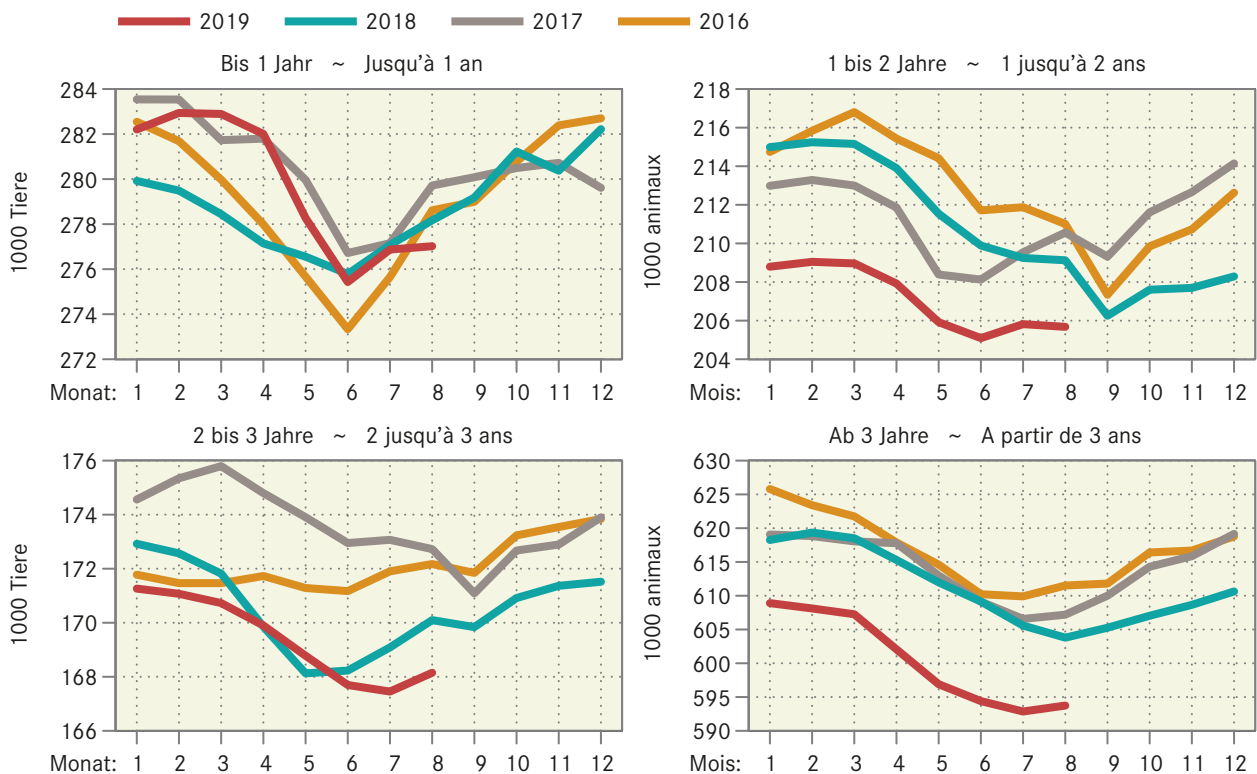 2019 2018 2017 2016
Bis 1 Jahr ~ Jusqu'à 1 an
1000 Tiere
284
282
280
278
276
274
272
Monat: 1 2 3 4 5 6 7 8 9 10 11 12
1 bis 2 Jahre ~ 1 jusqu'à 2 ans
1000 animaux
218
216
214
212
210
208
206
204
Mois: 1 2 3 4 5 6 7 8 9 10 11 12
2 bis 3 Jahre ~ 2 jusqu'à 3 ans
1000 Tiere
176
174
172
170
168
166
Monat: 1 2 3 4 5 6 7 8 9 10 11 12
Ab 3 Jahre ~ A partir de 3 ans
1000 animaux
630
625
620
615
610
605
600
595
590
Mois: 1 2 3 4 5 6 7 8 9 10 11 12